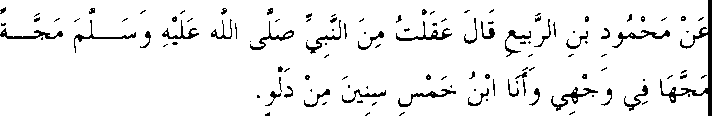 عَنْ مَحْمُودِ بْنِ الرَّبِيعِ قَالَ عَقَلْتُ مِنَ النَّبِيِّ صَلَّى اللَّه عَلَيْهِ وَسَلَّمَ مَجَّةً
مَجَّهَا فِي وَجْهِي وَأَنَا ابْنُ خَمْسِ سِنِينَ مِنْ دَلْوٍ.